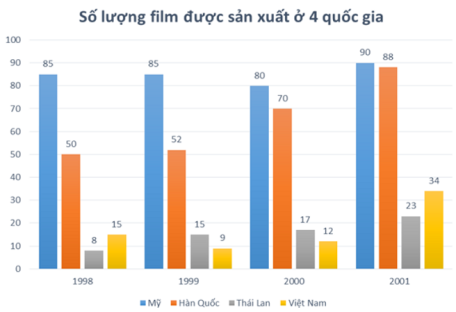 Số lượng film được sản xuất ở 4 quốc gia
100
90
80
70
60
50
40
30
20
10
0
85 50 8 15
85 52 15 9
80 70 17 12
90 88 23 34
1998 1999 2000 2001
Mỹ Hàn Quốc Thái Lan Việt Nam